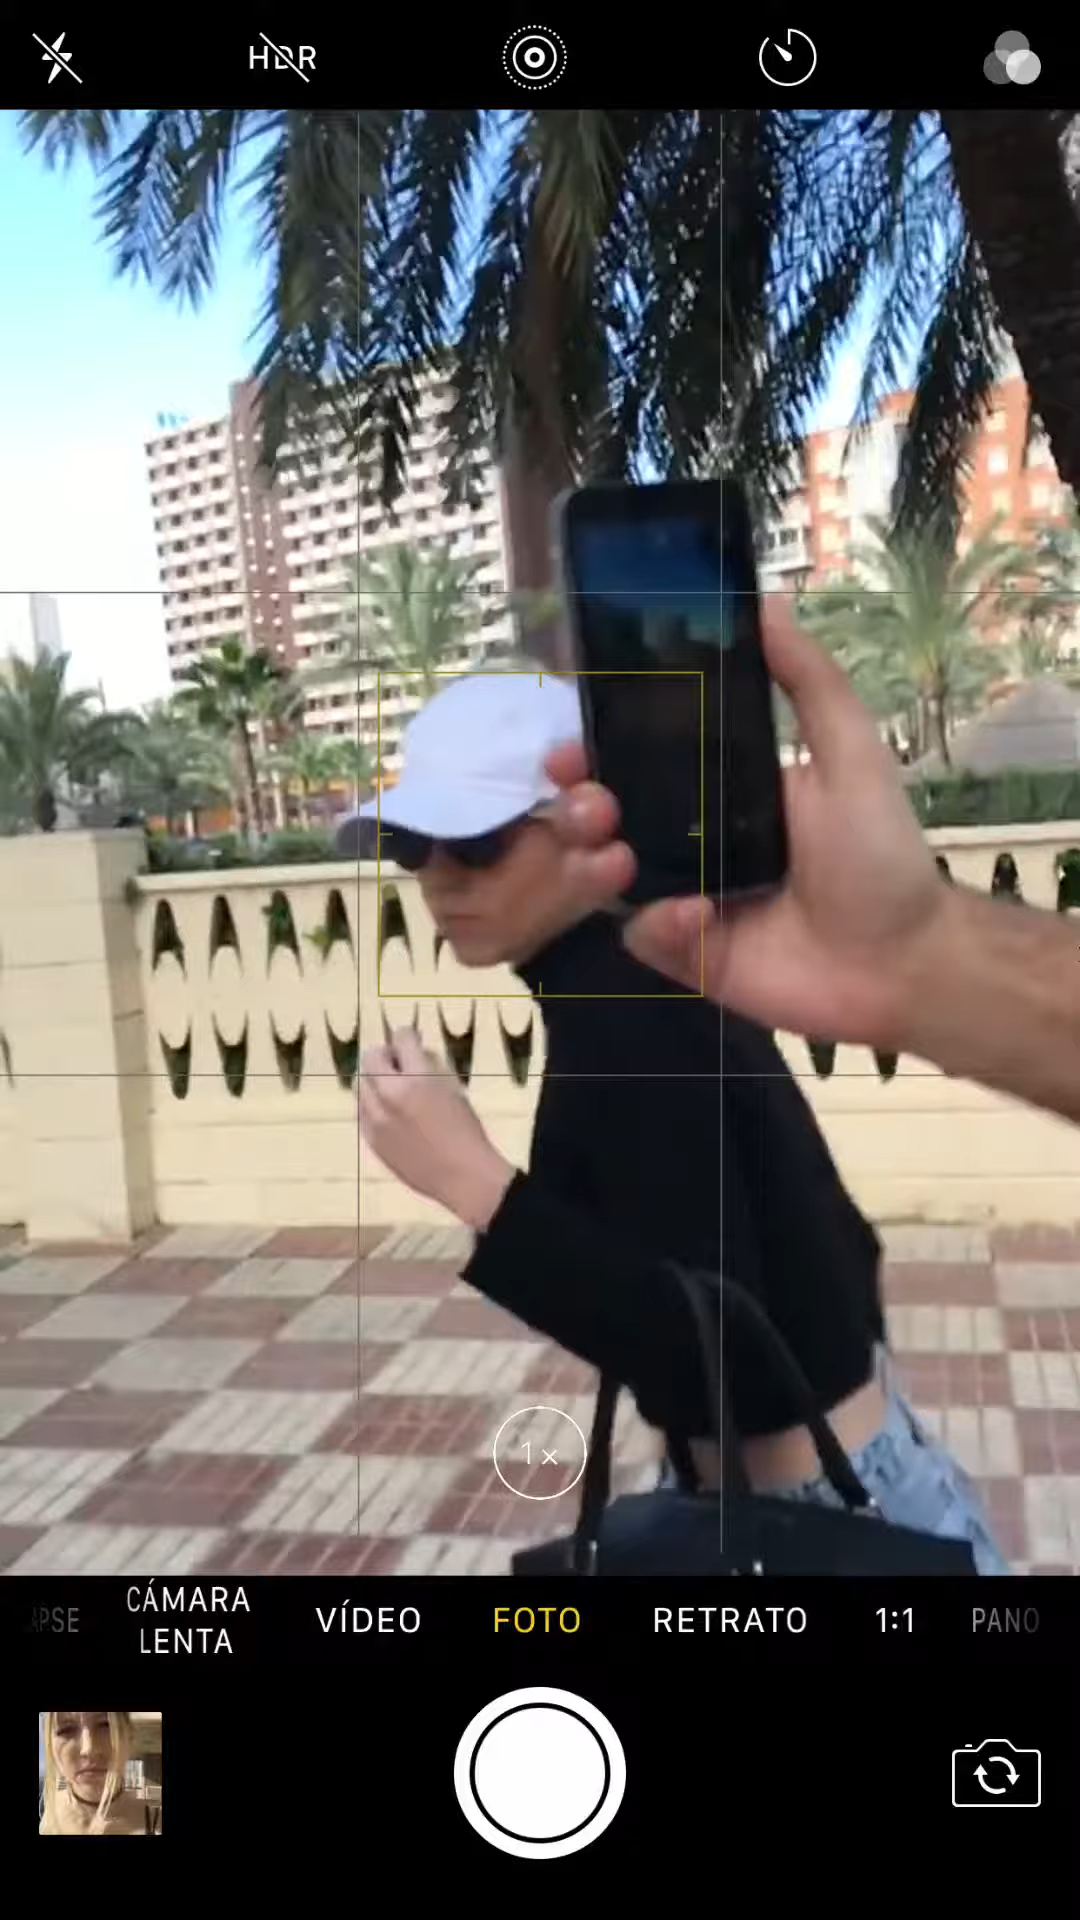 HDR
1×
CÁMARA
LENTA
VÍDEO
FOTO
RETRATO
1:1
PANO